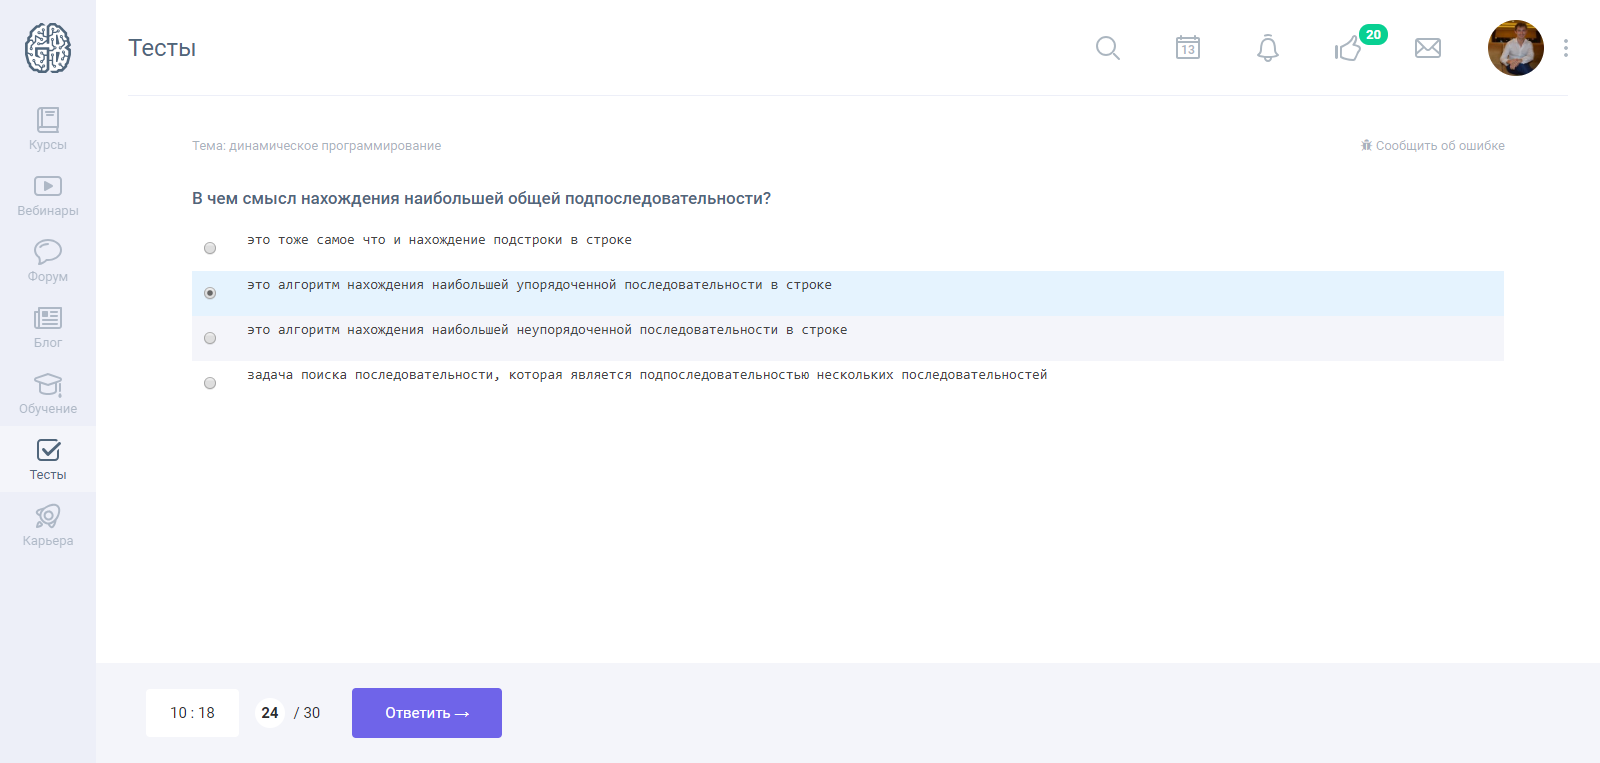 Тесты
13
20
Курсы
Вебинары
Форум
Блог
Обучение
Тесты
Карьера
Тема: динамическое программирование
Сообщить об ошибке
В чем смысл нахождения наибольшей общей подпоследовательности?
это тоже самое что и нахождение подстроки в строке
это алгоритм нахождения наибольшей упорядоченной последовательности в строке
это алгоритм нахождения наибольшей неупорядоченной последовательности в строке
задача поиска последовательности, которая является подпоследовательностью нескольких последовательностей
10 : 18
24 / 30
Ответить →